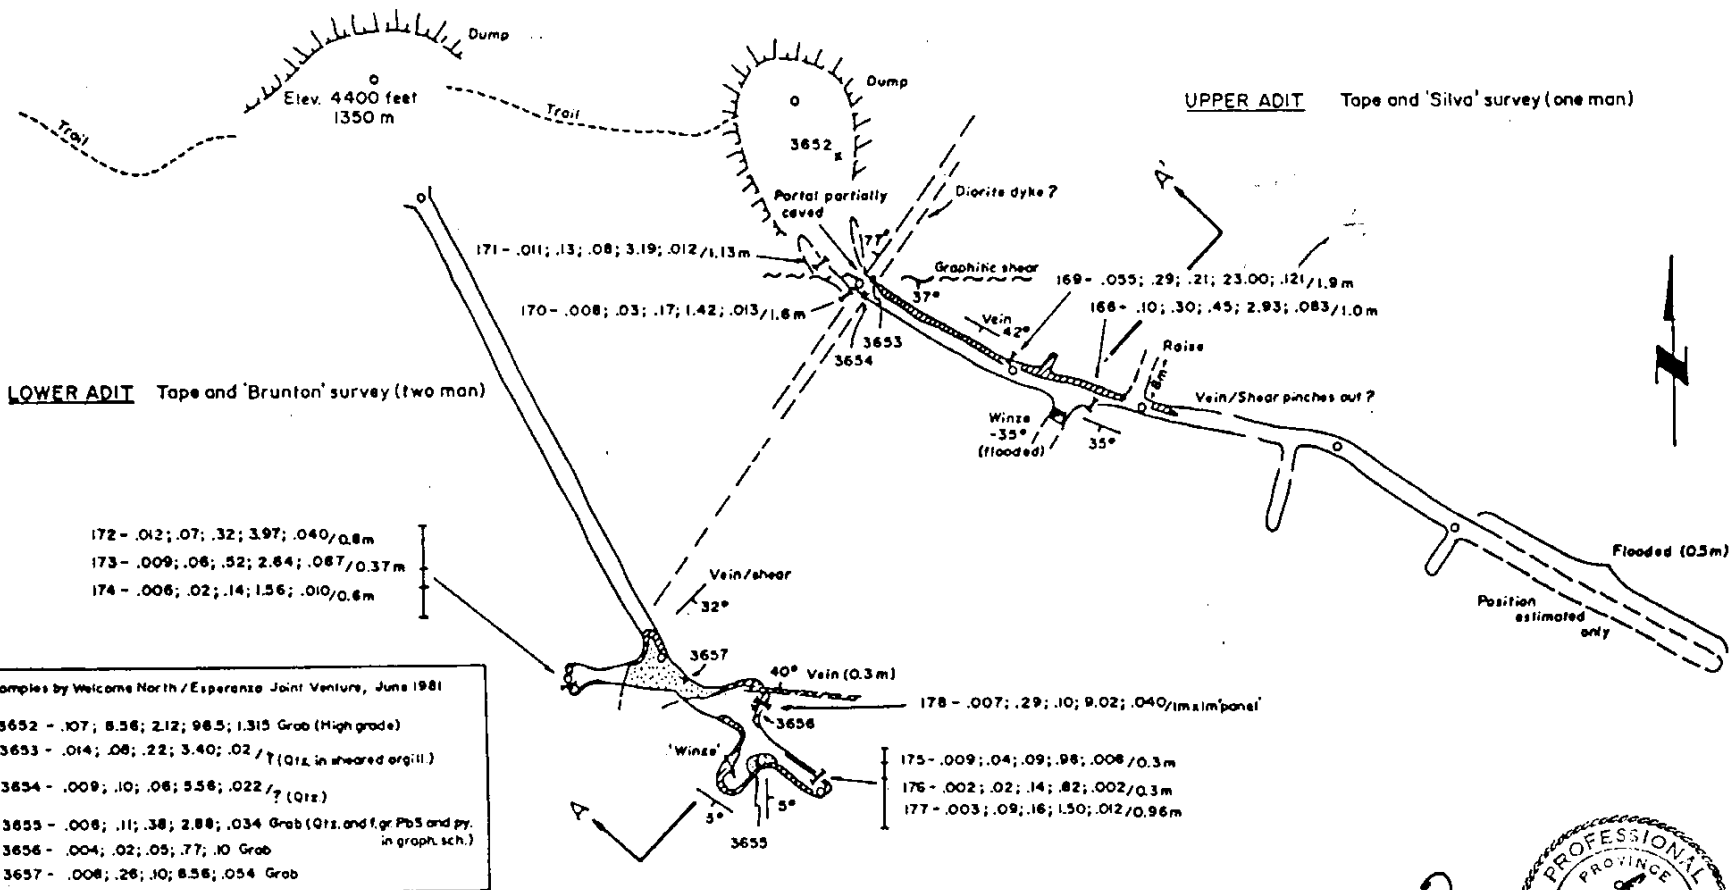 Dump
Elev. 4400 feet
1350 m
Trail
Trail
Dump
3652
UPPER ADIT Tape and 'Silva' survey (one man)
A'
Portal partially
caved
Diorite dyke ?
77°
171 - .011; .13; .08; 3.19; .012/1.13m
Graphitic shear
37°
169 - .055; .29; .21; 23.00; .121/1.9m
170 - .008; .03; .17; 1.42; .013/1.6m
Vein
42°
166 - .10; .30; .45; 2.93; .083/1.0m
3653
3654
Raise
-8m-
N
LOWER ADIT Tape and 'Brunton' survey (two man)
Vein/Shear pinches out ?
Winze
-35°
(flooded)
35°
172 - .012; .07; .32; 3.97; .040/0.8m
173 - .009; .06; .52; 2.64; .067/0.37m
174 - .006; .02; .14; 1.56; .010/0.6m
Flooded (0.5m)
Vein/shear
32°
Position
estimated
only
3657
40° Vein (0.3m)
178 - .007; .29; .10; 9.02; .040/1mx1m'panel'
3656
'Winze'
175 - .009; .04; .09; .98; .006/0.3m
176 - .002; .02; .14; .82; .002/0.3m
177 - .003; .09; .16; 1.50; .012/0.96m
5°
5°
3655
A
amples by Welcome North / Esperanza Joint Venture, June 1981
3652 - .107; 8.56; 2.12; 98.5; 1.315 Grab (High grade)
3653 - .014; .08; .22; 3.40; .02/? (Qtz. in sheared argill.)
3654 - .009; .10; .06; 5.56; .022/? (Qtz.)
3655 - .006; .11; .38; 2.88; .034 Grab (Qtz. and f.gr. PbS and py.
in graph. sch.)
3656 - .004; .02; .05; .77; .10 Grab
3657 - .008; .26; .10; 8.56; .054 Grab
PROFESSIONAL
PROVINCE